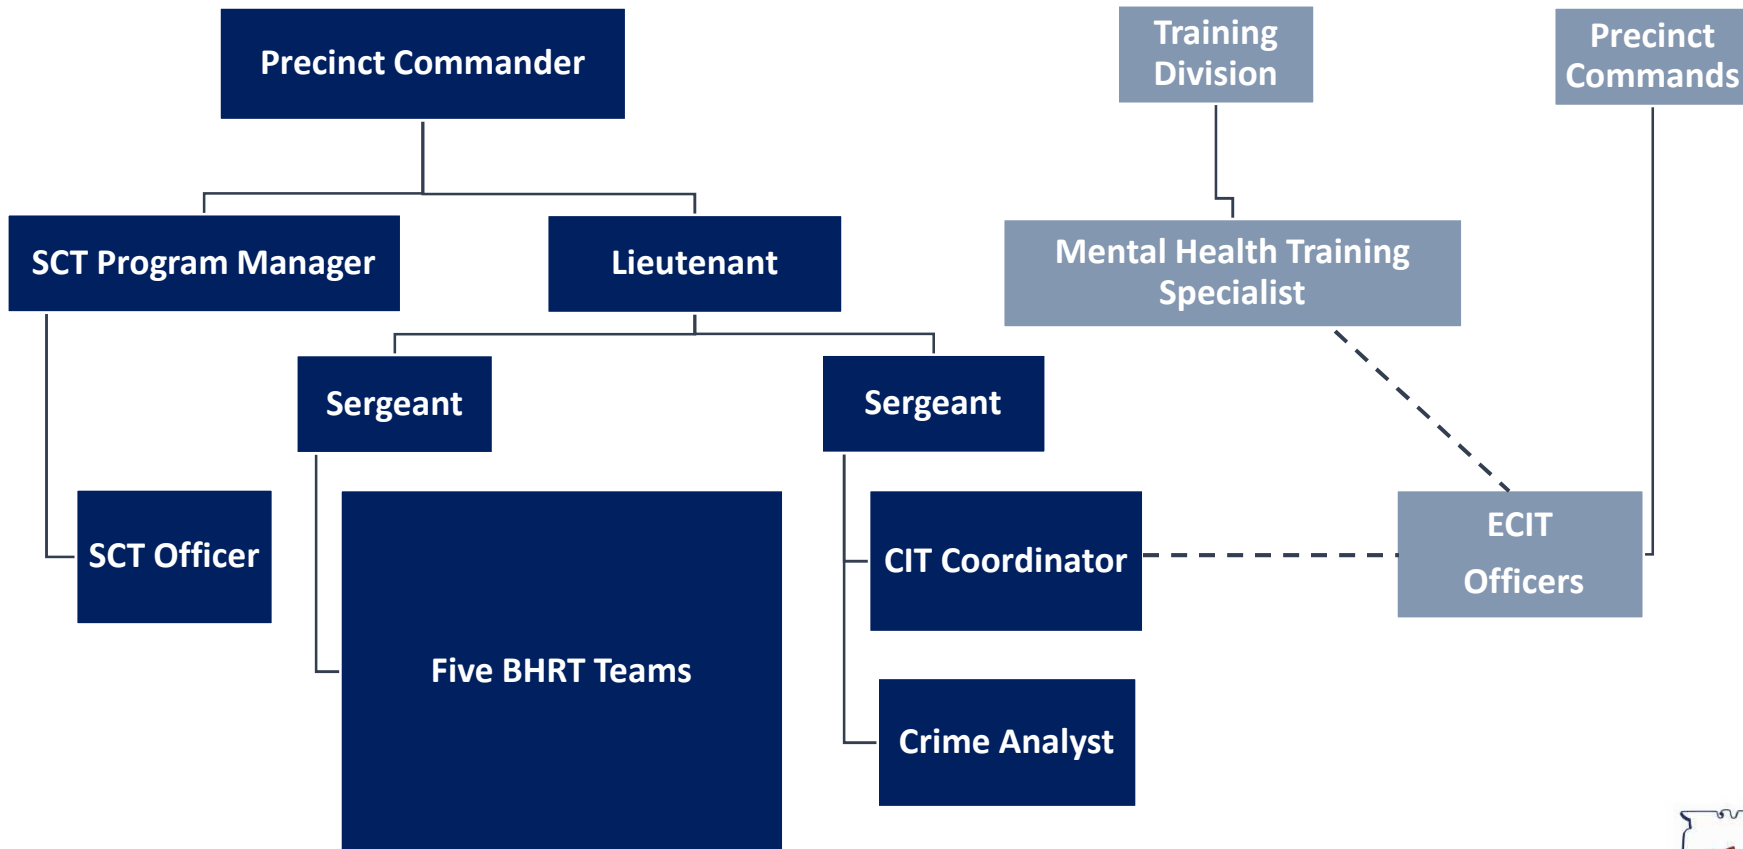 Precinct Commander
Training
Division
Precinct
Commands
SCT Program Manager
Lieutenant
Mental Health Training
Specialist
Sergeant
Sergeant
SCT Officer
Five BHRT Teams
CIT Coordinator
ECIT
Officers
Crime Analyst